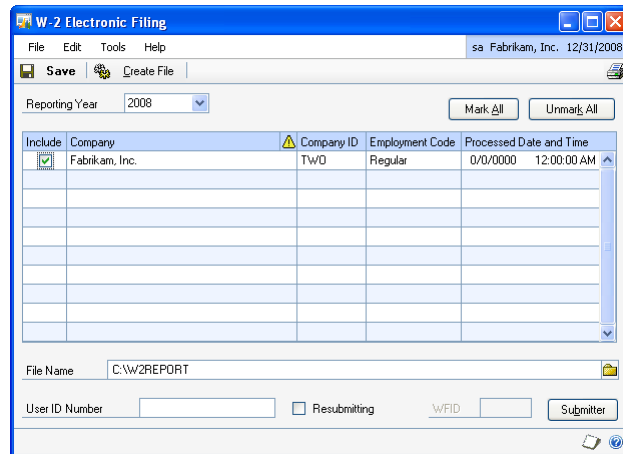 W-2 Electronic Filing
File Edit Tools Help sa Fabrikam, Inc. 12/31/2008
Save Create File
Reporting Year 2008 Mark All Unmark All
Include Company Company ID Employment Code Processed Date and Time
Fabrikam, Inc. TWO Regular 0/0/0000 12:00:00 AM
File Name C:\W2REPORT
User ID Number Resubmitting WFID Submitter